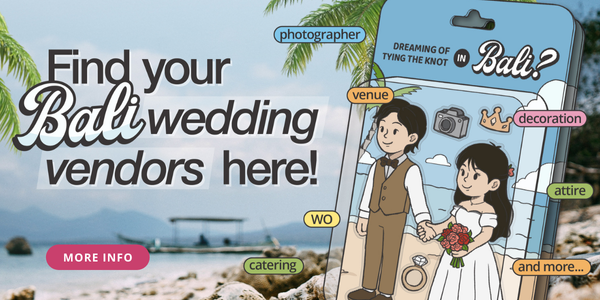 Find your
Bali wedding
vendors here!
MORE INFO
photographer
DREAMING OF
TYING THE KNOT IN Bali?
venue
decoration
attire
WO
catering
and more...